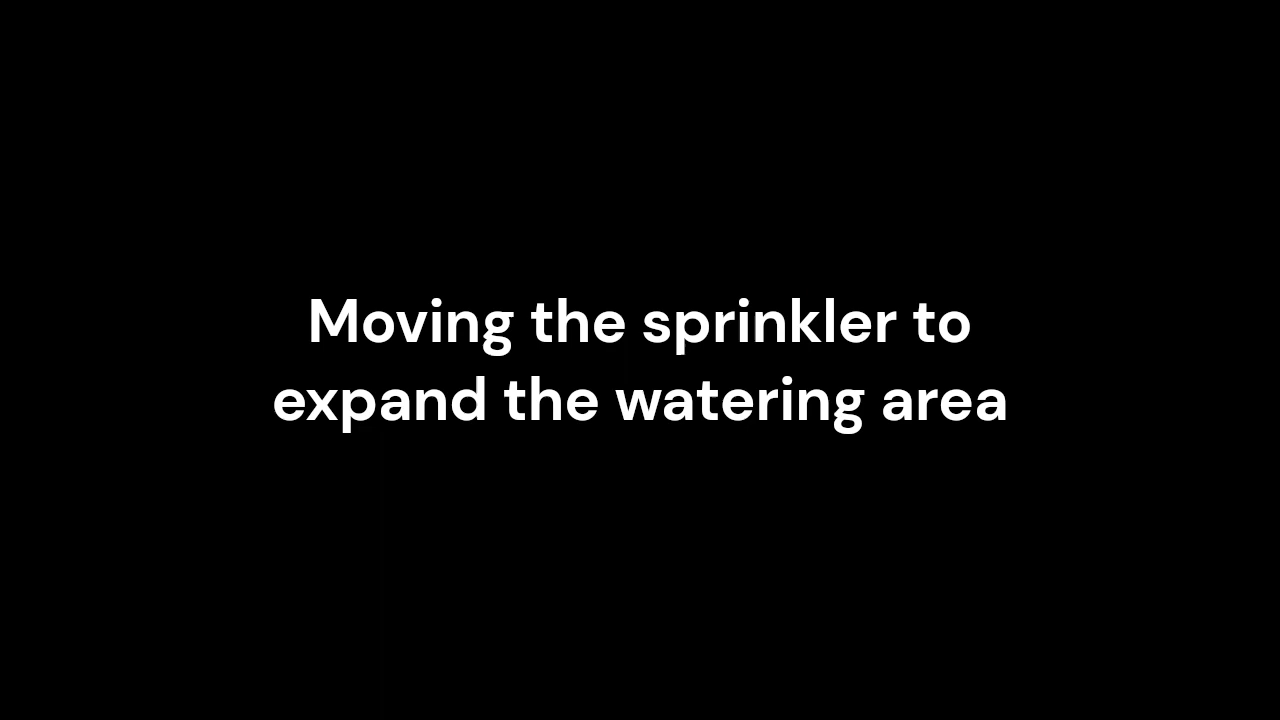 Moving the sprinkler to
expand the watering area